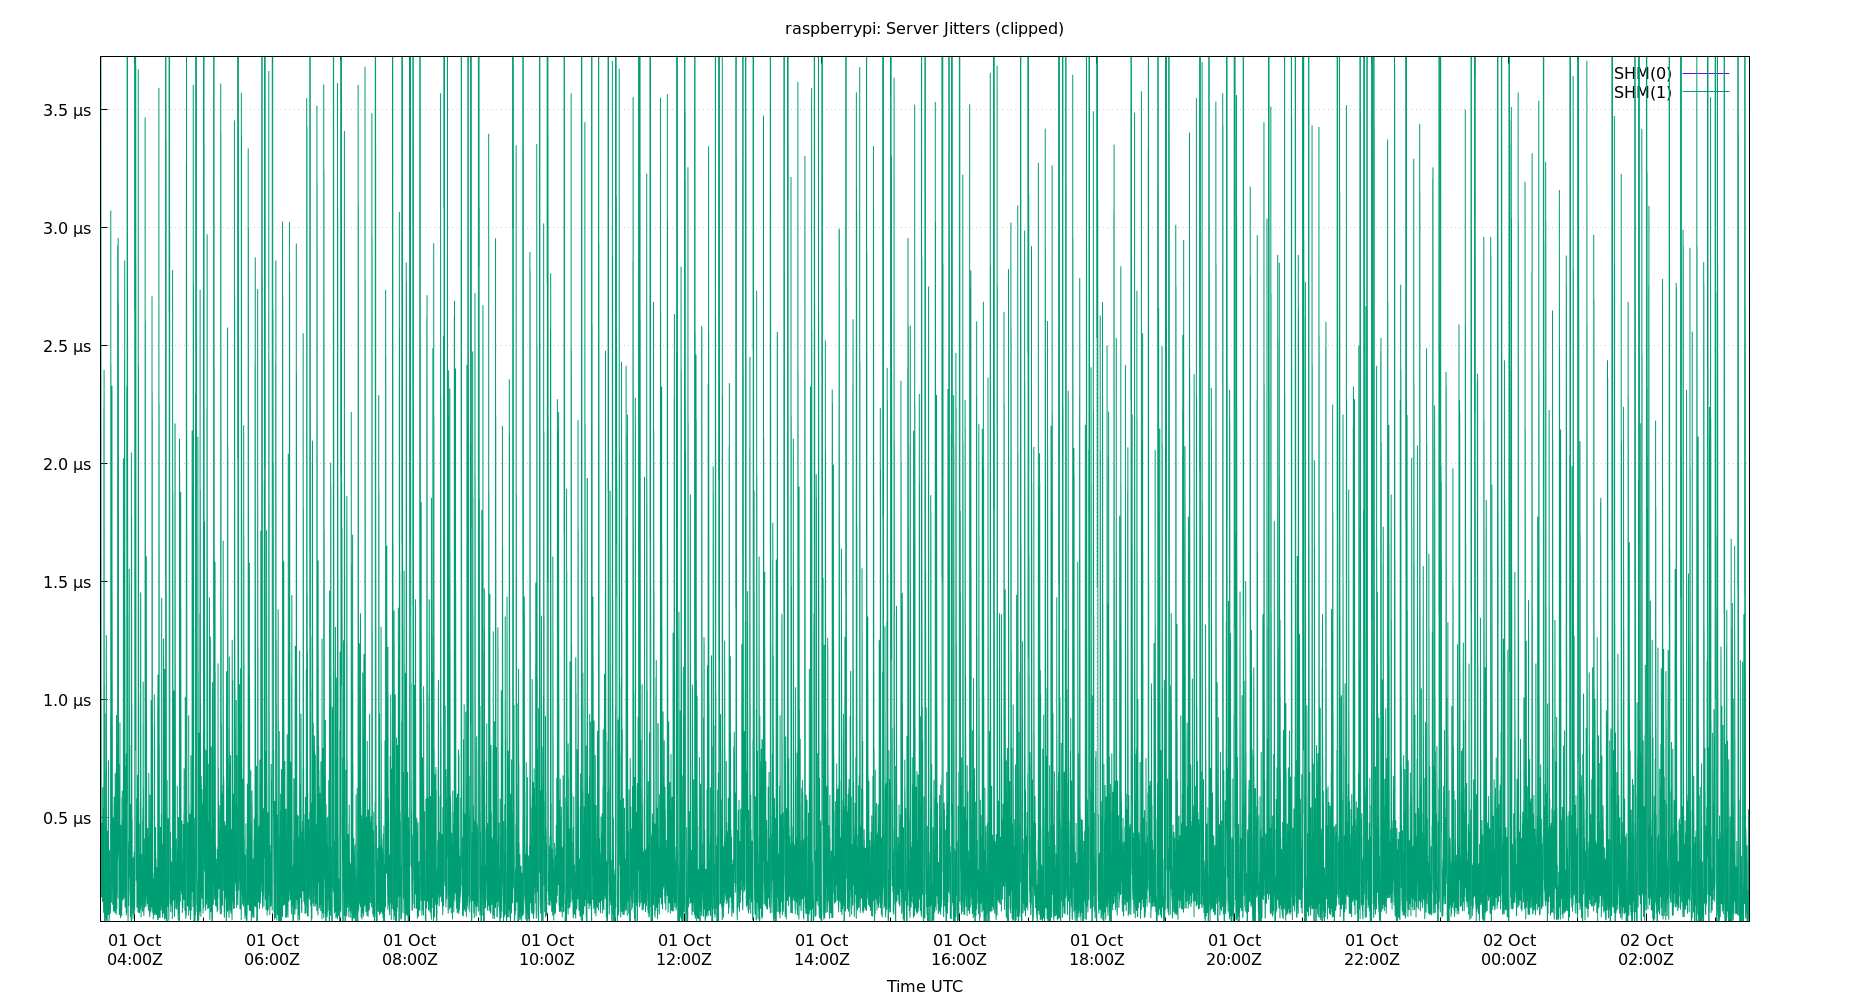 raspberrypi: Server Jitters (clipped)
SHM(0)
SHM(1)
3.5 µs
3.0 µs
2.5 µs
2.0 µs
1.5 µs
1.0 µs
0.5 µs
01 Oct 01 Oct 01 Oct 01 Oct 01 Oct 01 Oct 01 Oct 01 Oct 01 Oct 01 Oct 02 Oct 02 Oct
04:00Z 06:00Z 08:00Z 10:00Z 12:00Z 14:00Z 16:00Z 18:00Z 20:00Z 22:00Z 00:00Z 02:00Z
Time UTC